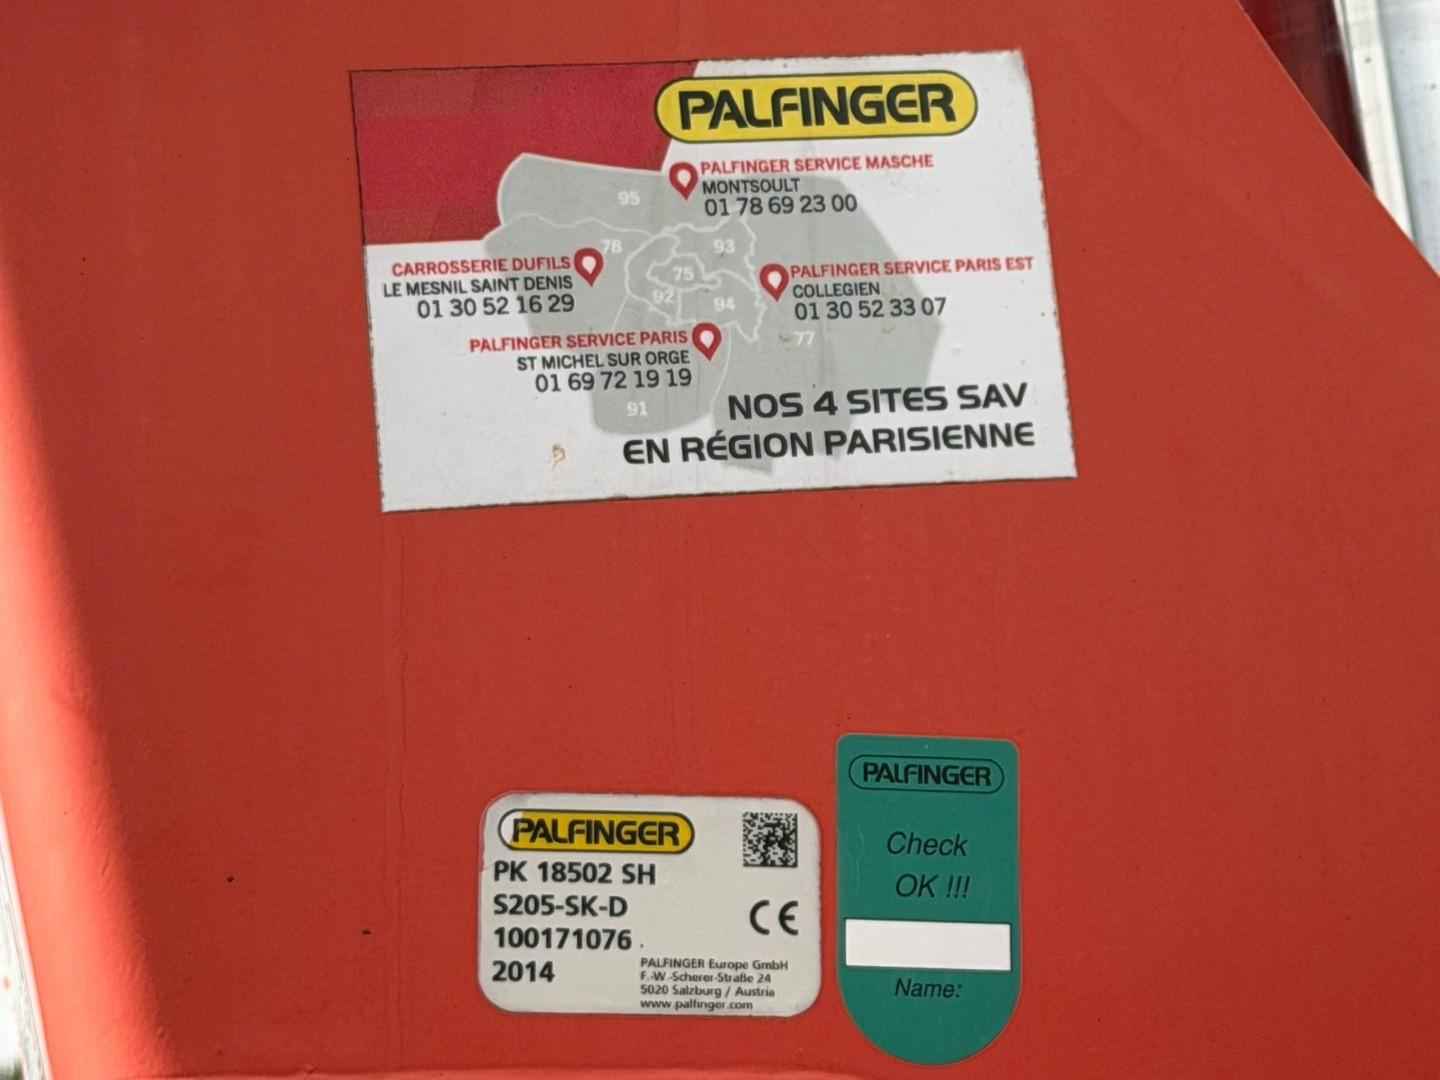 PALFINGER
PALFINGER SERVICE MASCHE
MONTSOULT
01 78 69 23 00
95
78
93
75
92
94
77
91
CARROSSERIE DUFILS
LE MESNIL SAINT DENIS
01 30 52 16 29
PALFINGER SERVICE PARIS EST
COLLEGIEN
01 30 52 33 07
PALFINGER SERVICE PARIS
ST MICHEL SUR ORGE
01 69 72 19 19
NOS 4 SITES SAV
EN RÉGION PARISIENNE
PALFINGER
PK 18502 SH
S205-SK-D
100171076
2014
CE
PALFINGER Europe GmbH
F.-W.-Scherer-Straße 24
5020 Salzburg / Austria
www.palfinger.com
PALFINGER
Check
OK !!!
Name: